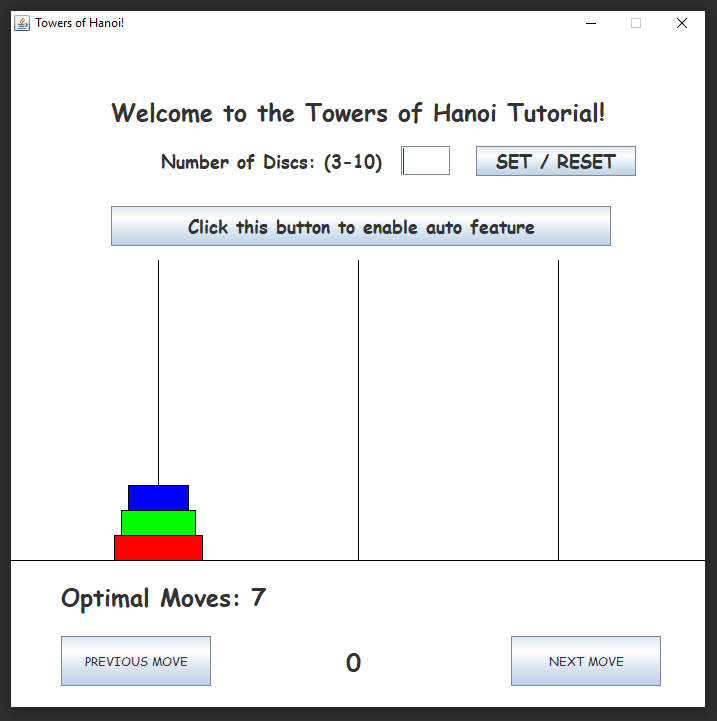 Towers of Hanoi!
Welcome to the Towers of Hanoi Tutorial!
Number of Discs: (3-10) SET / RESET
Click this button to enable auto feature
Optimal Moves: 7
PREVIOUS MOVE 0 NEXT MOVE